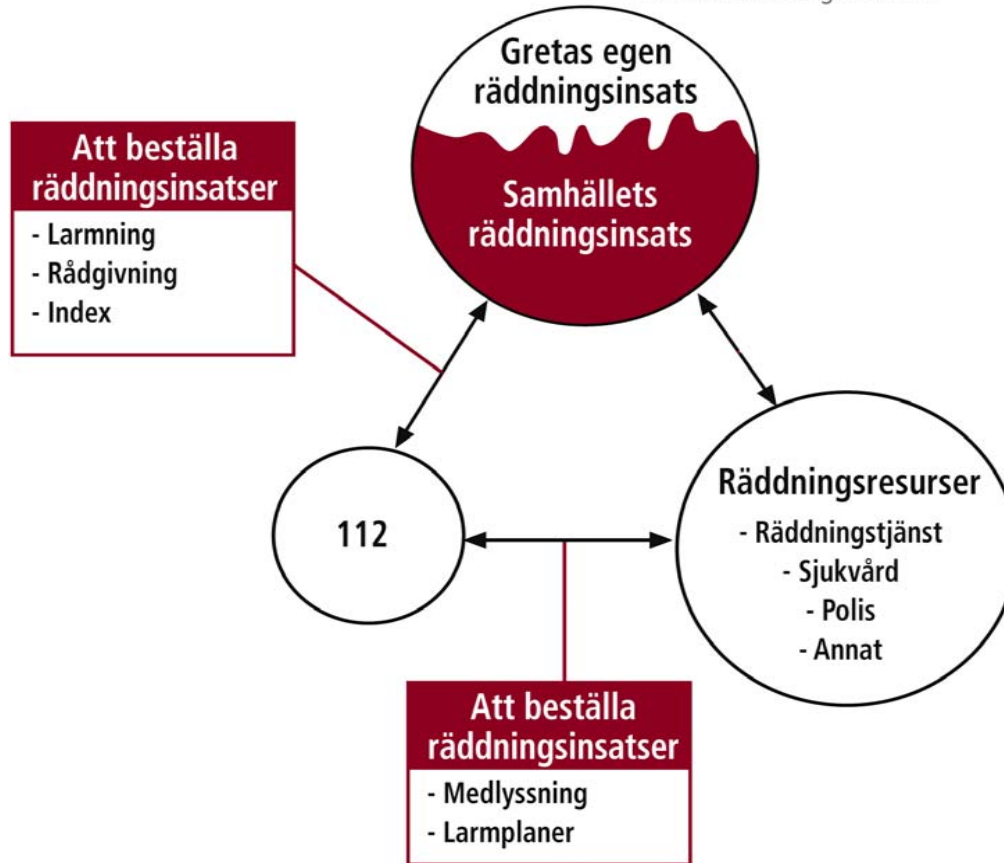 Gretas egen
räddningsinsats
Samhällets
räddningsinsats
Att beställa
räddningsinsatser
- Larmning
- Rådgivning
- Index
112
Räddningsresurser
- Räddningstjänst
- Sjukvård
- Polis
- Annat
Att beställa
räddningsinsatser
- Medlyssning
- Larmplaner